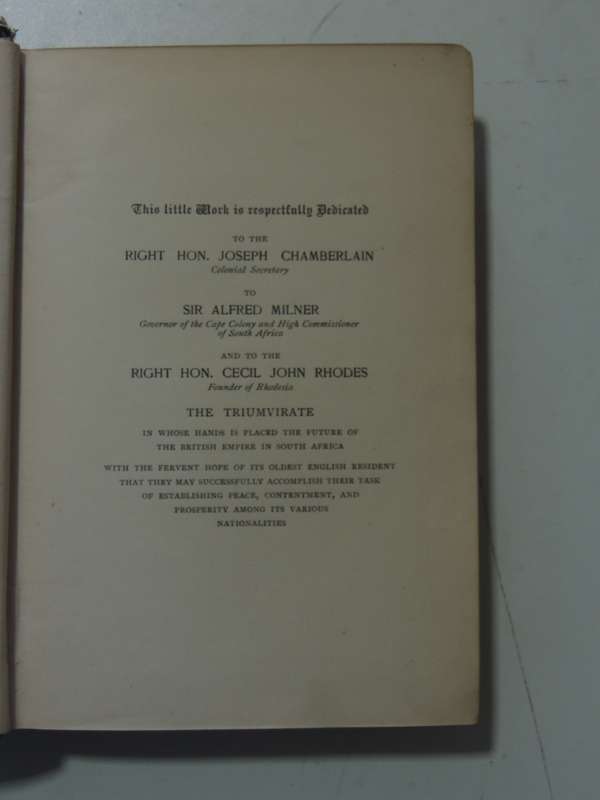 This little Work is respectfully Dedicated
TO THE
RIGHT HON. JOSEPH CHAMBERLAIN
Colonial Secretary
TO
SIR ALFRED MILNER
Governor of the Cape Colony and High Commissioner
of South Africa
AND TO THE
RIGHT HON. CECIL JOHN RHODES
Founder of Rhodesia
THE TRIUMVIRATE
IN WHOSE HANDS IS PLACED THE FUTURE OF
THE BRITISH EMPIRE IN SOUTH AFRICA
WITH THE FERVENT HOPE OF ITS OLDEST ENGLISH RESIDENT
THAT THEY MAY SUCCESSFULLY ACCOMPLISH THEIR TASK
OF ESTABLISHING PEACE, CONTENTMENT, AND
PROSPERITY AMONG ITS VARIOUS
NATIONALITIES